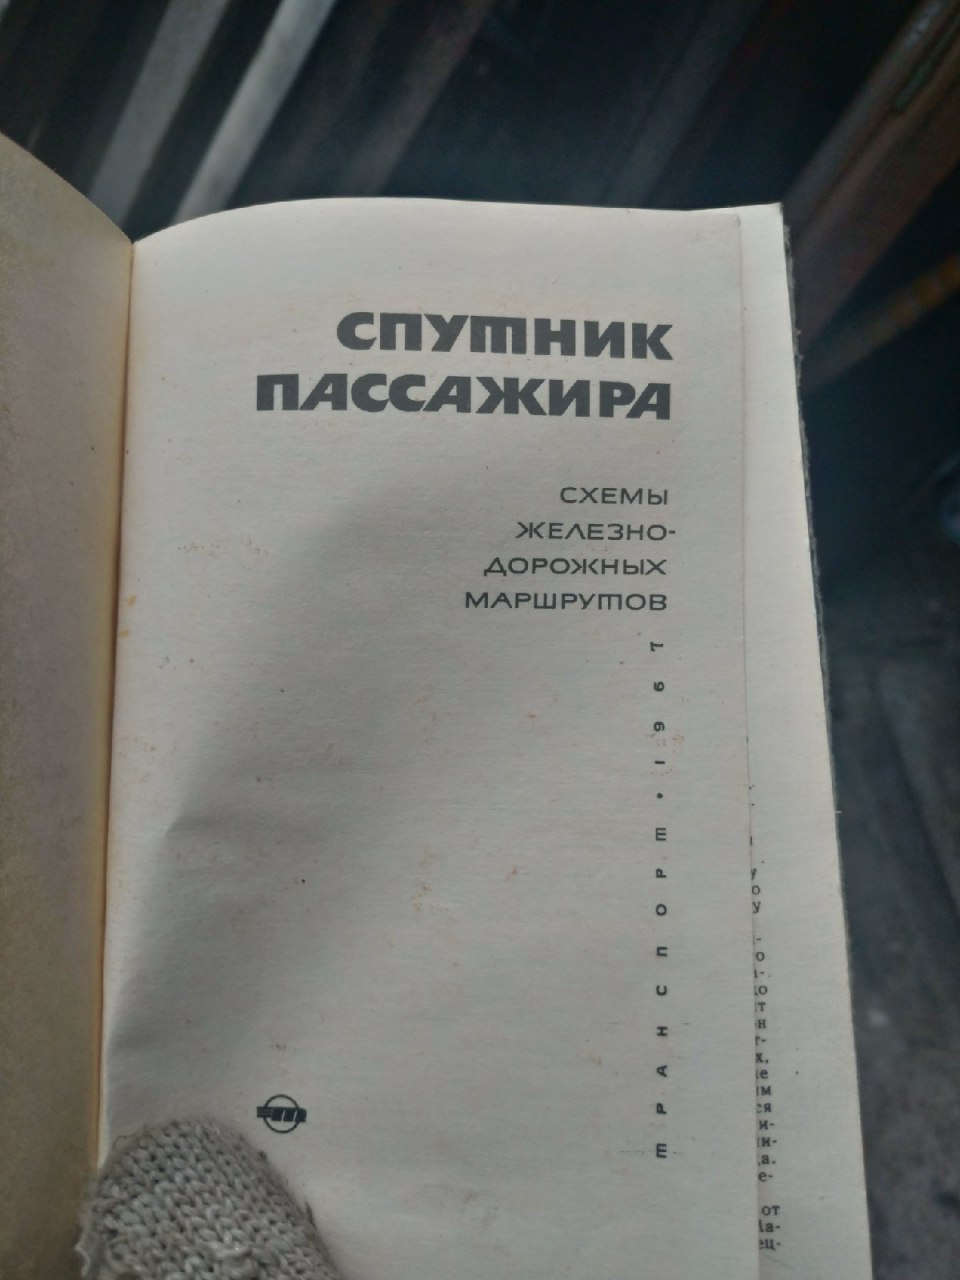 СПУТНИК
ПАССАЖИРА
СХЕМЫ
ЖЕЛЕЗНО-
ДОРОЖНЫХ
МАРШРУТОВ
ТРАНСПОРТ • 1967